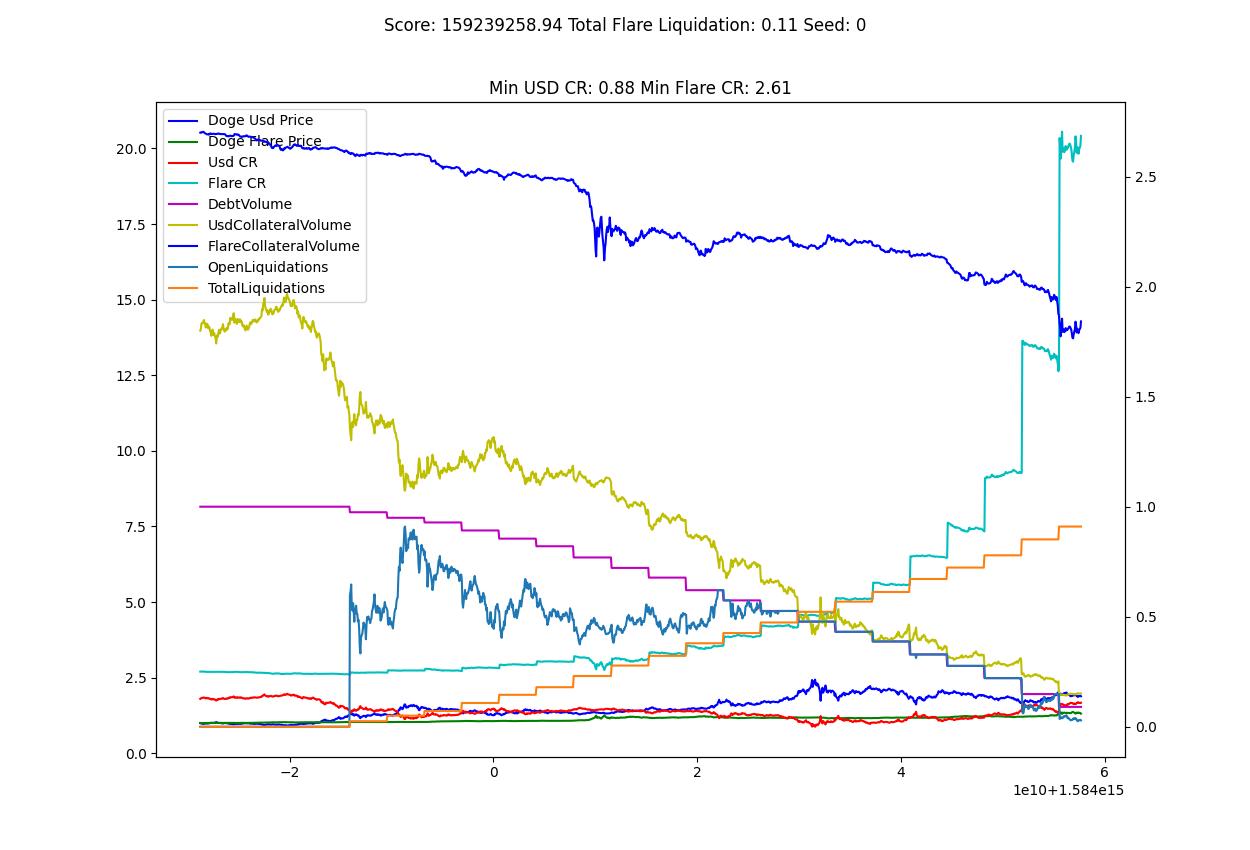 Score: 159239258.94 Total Flare Liquidation: 0.11 Seed: 0
Min USD CR: 0.88 Min Flare CR: 2.61
Doge Usd Price
Doge Flare Price
Usd CR
Flare CR
DebtVolume
UsdCollateralVolume
FlareCollateralVolume
OpenLiquidations
TotalLiquidations
20.0
17.5
15.0
12.5
10.0
7.5
5.0
2.5
0.0
2.5
2.0
1.5
1.0
0.5
0.0
−2
0
2
4
6
1e10+1.584e15